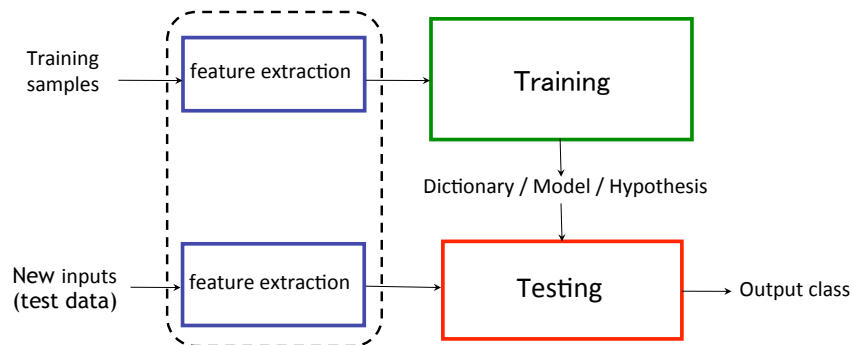 Training
samples
feature extraction
Training
Dictionary / Model / Hypothesis
New inputs
(test data)
feature extraction
Testing
Output class